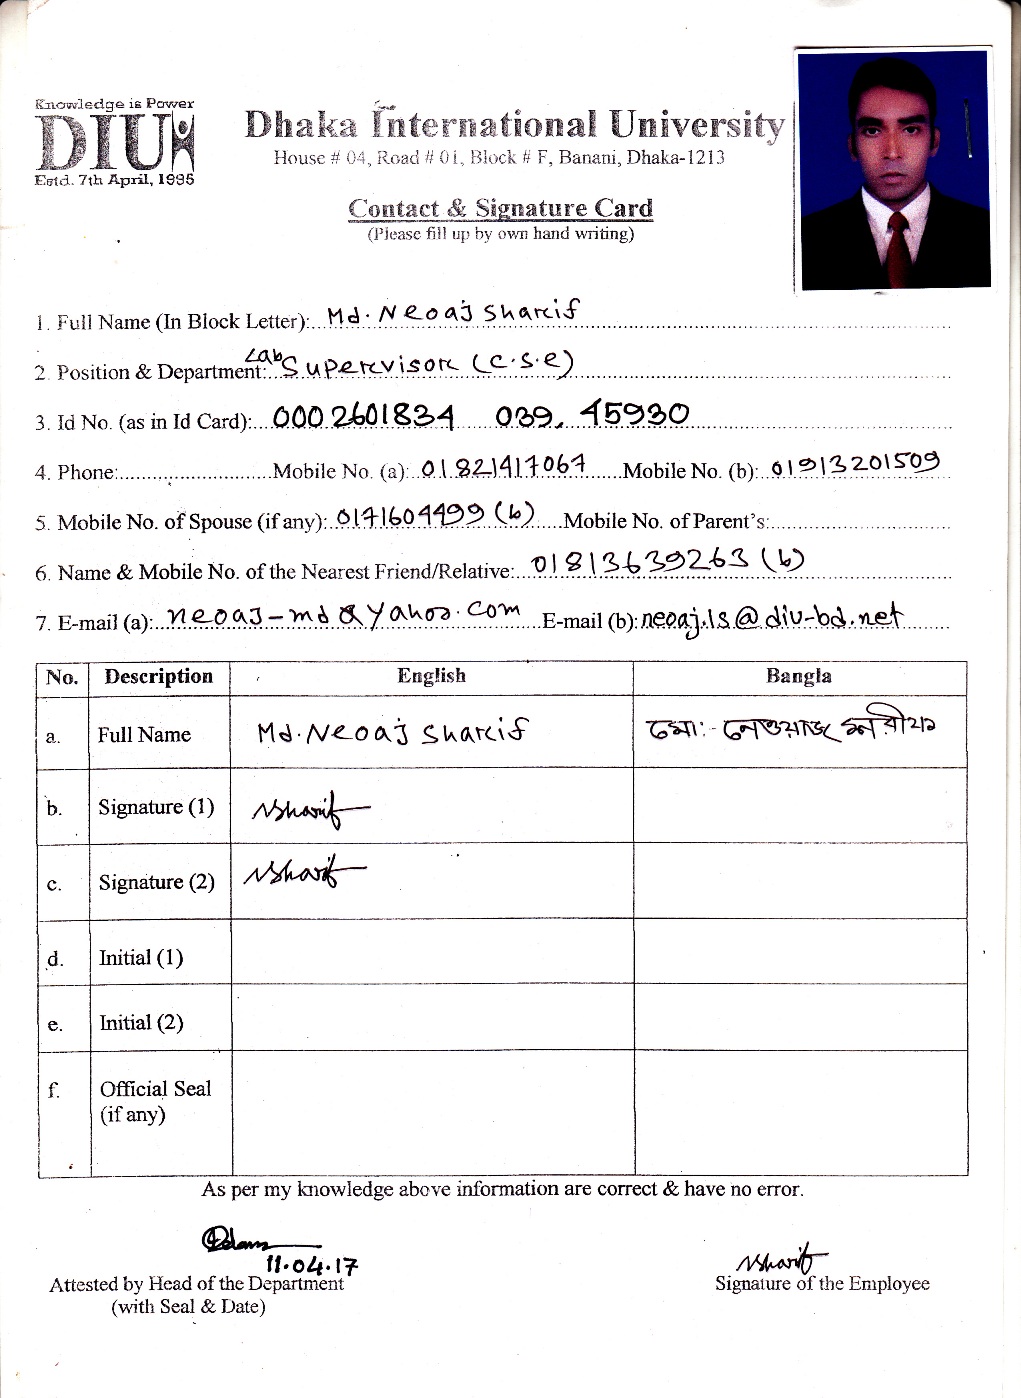 Knowledge is Power
DIU
Estd. 7th April, 1995
Dhaka International University
House # 04, Road # 01, Block # F, Banani, Dhaka-1213
Contact & Signature Card
(Please fill up by own hand writing)
1. Full Name (In Block Letter): Md. Neoaj Sharif
2. Position & Department: Lab Supervisor (C.S.E)
3. Id No. (as in Id Card): 0002601834 039, 45930
4. Phone: Mobile No. (a): 01821417067 Mobile No. (b): 01913201509
5. Mobile No. of Spouse (if any): 0171604499 (b) Mobile No. of Parent's:
6. Name & Mobile No. of the Nearest Friend/Relative: 01813639263 (b)
7. E-mail (a): neoaj-md@yahoo.com E-mail (b): neoaj.ls@diu-bd.net
No. Description English Bangla
a. Full Name Md. Neoaj Sharif মোঃ- নেওয়াজ শরীফ
b. Signature (1) NSharif
c. Signature (2) NSharif
d. Initial (1)
e. Initial (2)
f. Official Seal
(if any)
As per my knowledge above information are correct & have no error.
11.04.17
NSharif
Attested by Head of the Department Signature of the Employee
(with Seal & Date)